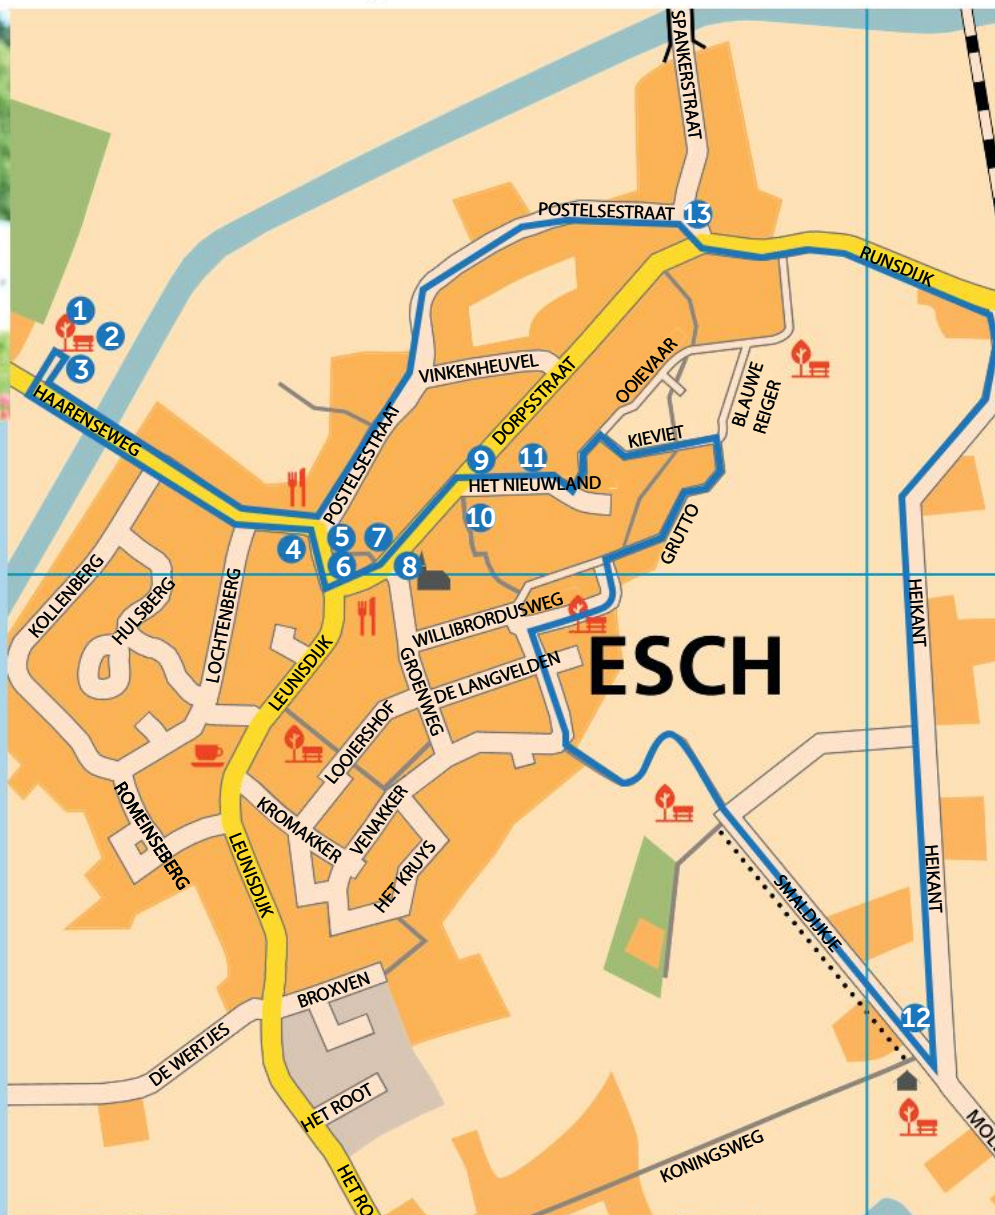 SPANKERSTRAAT
POSTELSESTRAAT
13
RUNSDIJK
1
2
3
HAARENSEWEG
VINKENHEUVEL
DORPSSTRAAT
OOIEVAAR
BLAUWE
REIGER
KIEVIET
POSTELSESTRAAT
9
11
HET NIEUWLAND
10
4
5
6
7
8
GRUTTO
KOLLENBERG
HULSBERG
LOCHTENBERG
LEUNISDIJK
WILLIBRORDUSWEG
GROENWEG
DE LANGVELDEN
ESCH
HEIKANT
LOOIERSHOF
ROMEINSEBERG
KROMAKKER
VENAKKER
HET KRUYS
LEUNISDIJK
HEIKANT
SMALDIJKJE
12
BROXVEN
DE WERTJES
HET ROOT
HET RO
KONINGSWEG
MOL